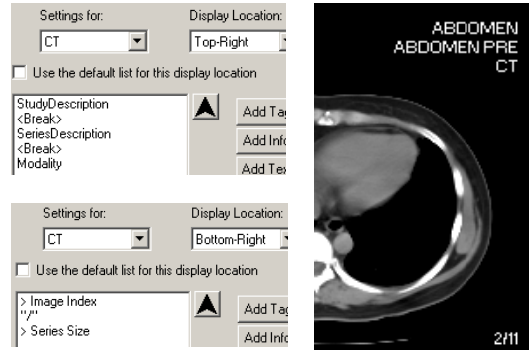 Settings for:
Display Location:
CT
Top-Right
Use the default list for this display location
StudyDescription
<Break>
SeriesDescription
<Break>
Modality
Add Tag
Add Info
Add Text
Settings for:
Display Location:
CT
Bottom-Right
Use the default list for this display location
> Image Index
"/"
> Series Size
Add Tag
Add Info
ABDOMEN
ABDOMEN PRE
CT
2/11